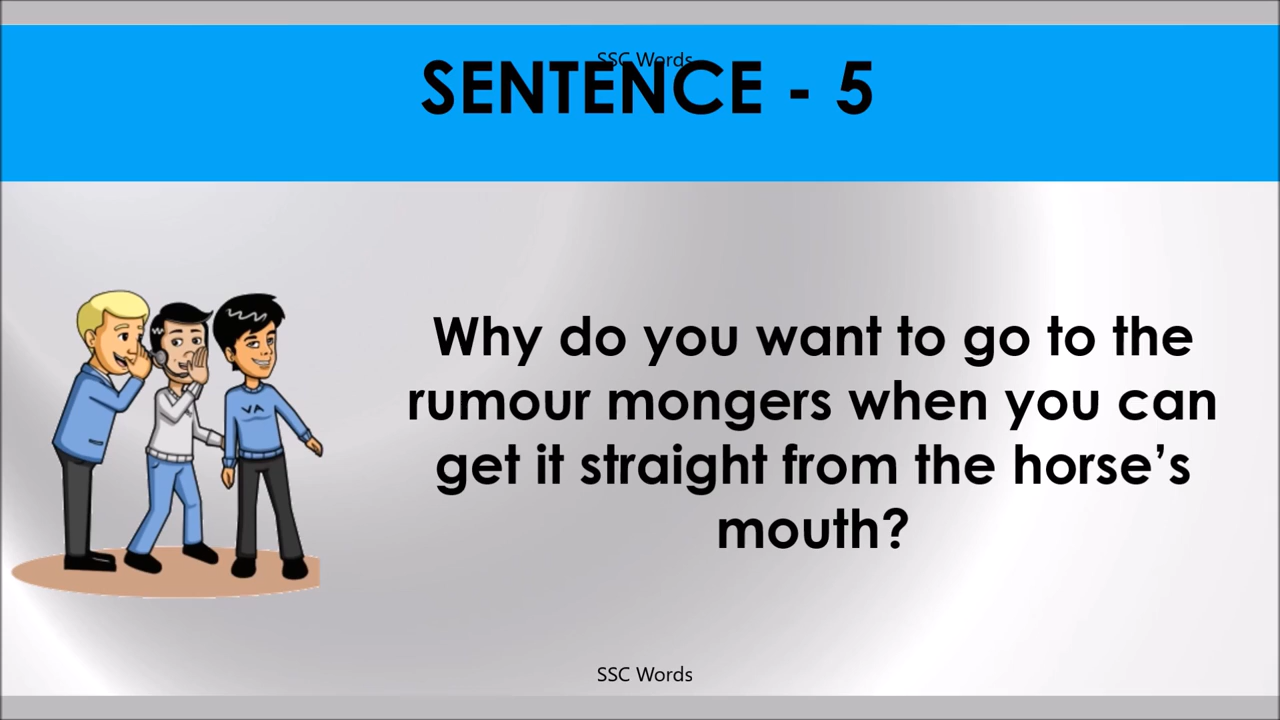 SSC Words
SENTENCE - 5
Why do you want to go to the
rumour mongers when you can
get it straight from the horse’s
mouth?
VA
SSC Words